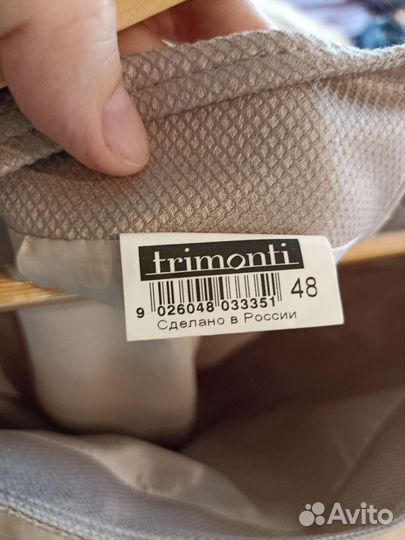 trimonti
9 026048 033351
48
Сделано в России
Avito